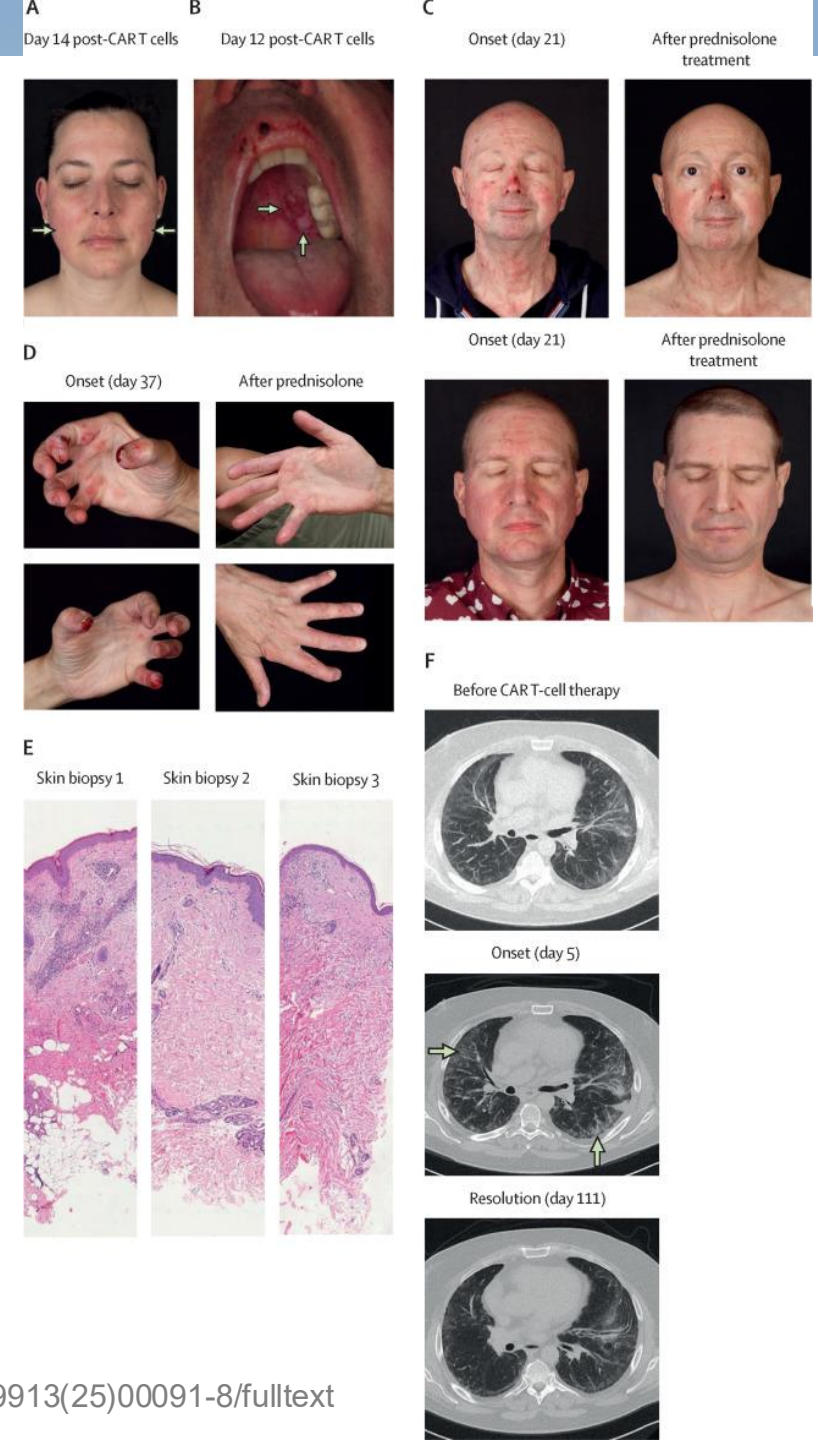 A
B
C
Day 14 post-CAR T cells
Day 12 post-CAR T cells
Onset (day 21)
After prednisolone
treatment
Onset (day 21)
After prednisolone
treatment
D
Onset (day 37)
After prednisolone
E
Skin biopsy 1
Skin biopsy 2
Skin biopsy 3
F
Before CAR T-cell therapy
Onset (day 5)
Resolution (day 111)
9913(25)00091-8/fulltext